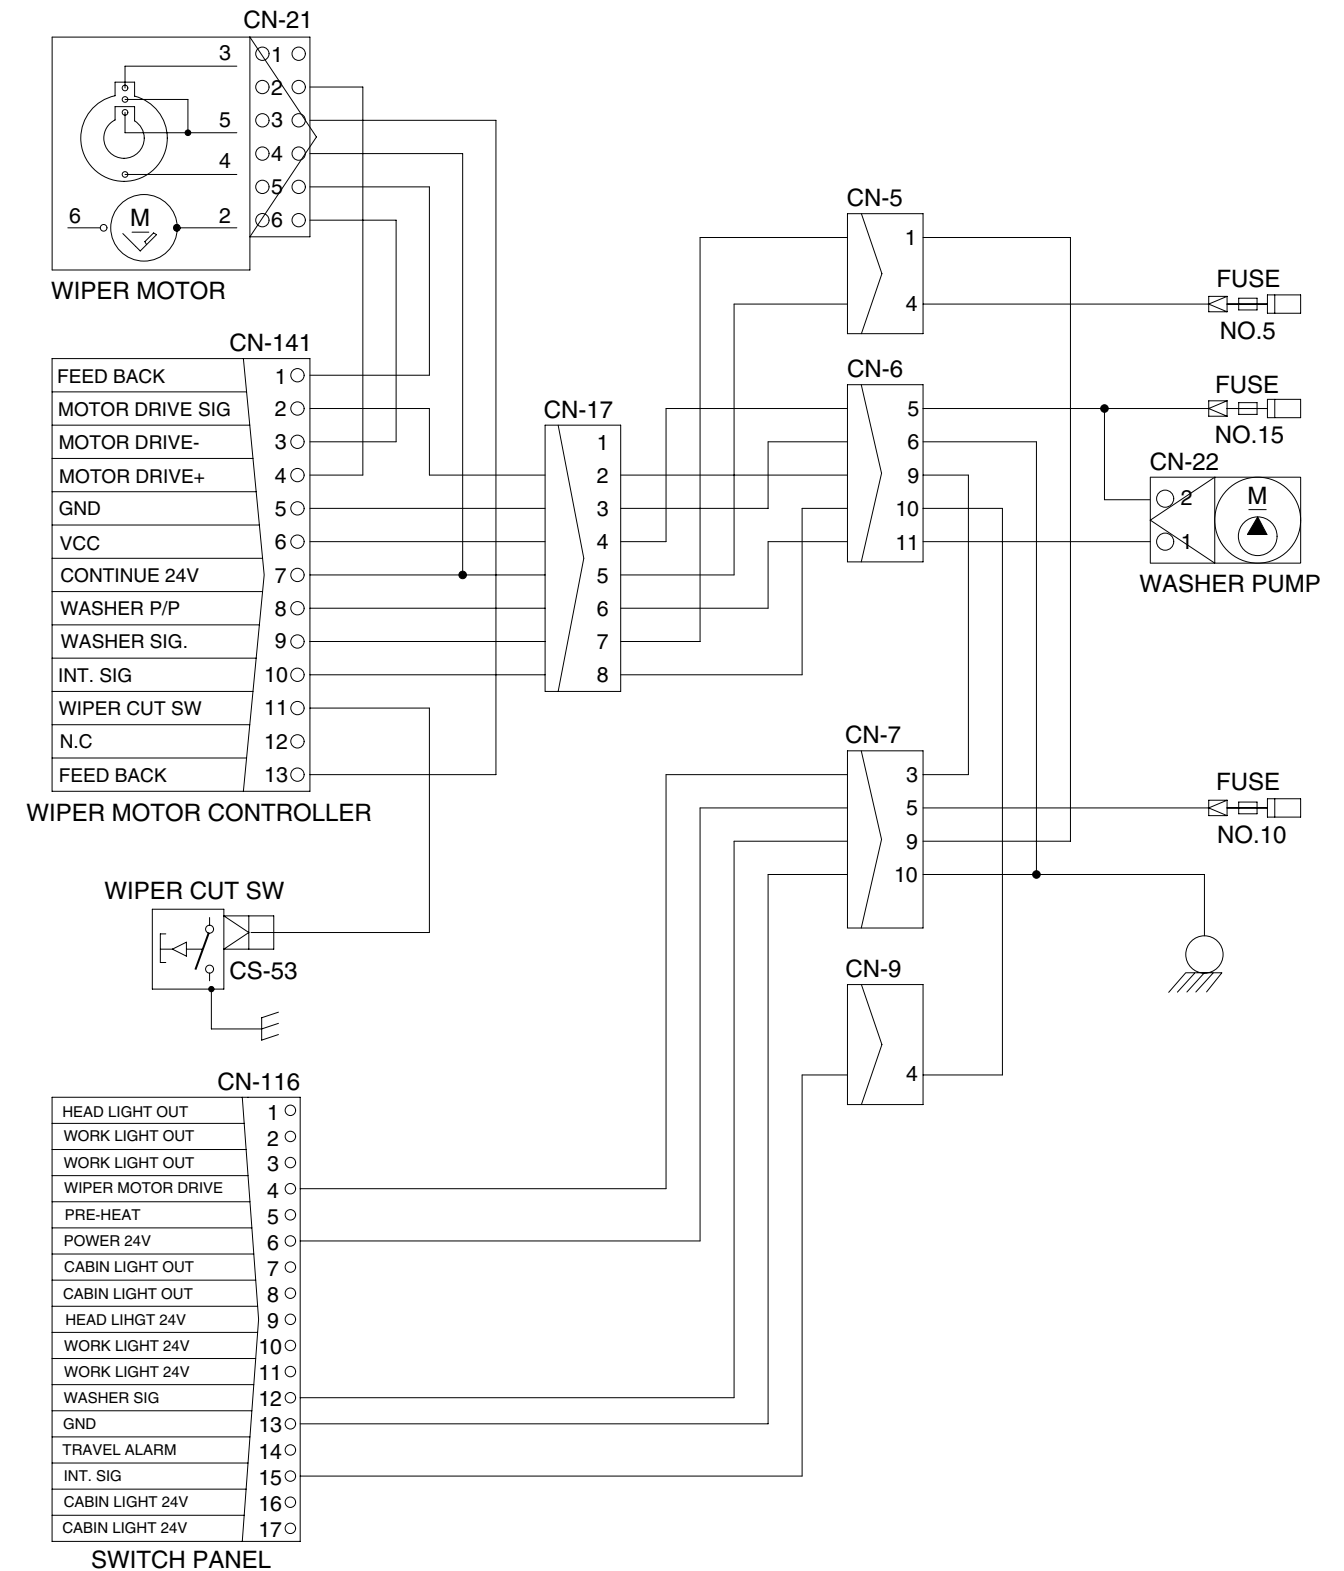 CN-21
3 1
2
5 3
4 4
5
6 M 2 6
WIPER MOTOR
CN-141
FEED BACK 1
MOTOR DRIVE SIG 2
MOTOR DRIVE- 3
MOTOR DRIVE+ 4
GND 5
VCC 6
CONTINUE 24V 7
WASHER P/P 8
WASHER SIG. 9
INT. SIG 10
WIPER CUT SW 11
N.C 12
FEED BACK 13
WIPER MOTOR CONTROLLER
CN-17
1
2
3
4
5
6
7
8
CN-5
1
4
FUSE
NO.5
CN-6
5
6
9
10
11
FUSE
NO.15
CN-22
2 M
1
WASHER PUMP
CN-7
3
5
9
10
FUSE
NO.10
WIPER CUT SW
CS-53
CN-9
4
CN-116
HEAD LIGHT OUT 1
WORK LIGHT OUT 2
WORK LIGHT OUT 3
WIPER MOTOR DRIVE 4
PRE-HEAT 5
POWER 24V 6
CABIN LIGHT OUT 7
CABIN LIGHT OUT 8
HEAD LIHGT 24V 9
WORK LIGHT 24V 10
WORK LIGHT 24V 11
WASHER SIG 12
GND 13
TRAVEL ALARM 14
INT. SIG 15
CABIN LIGHT 24V 16
CABIN LIGHT 24V 17
SWITCH PANEL